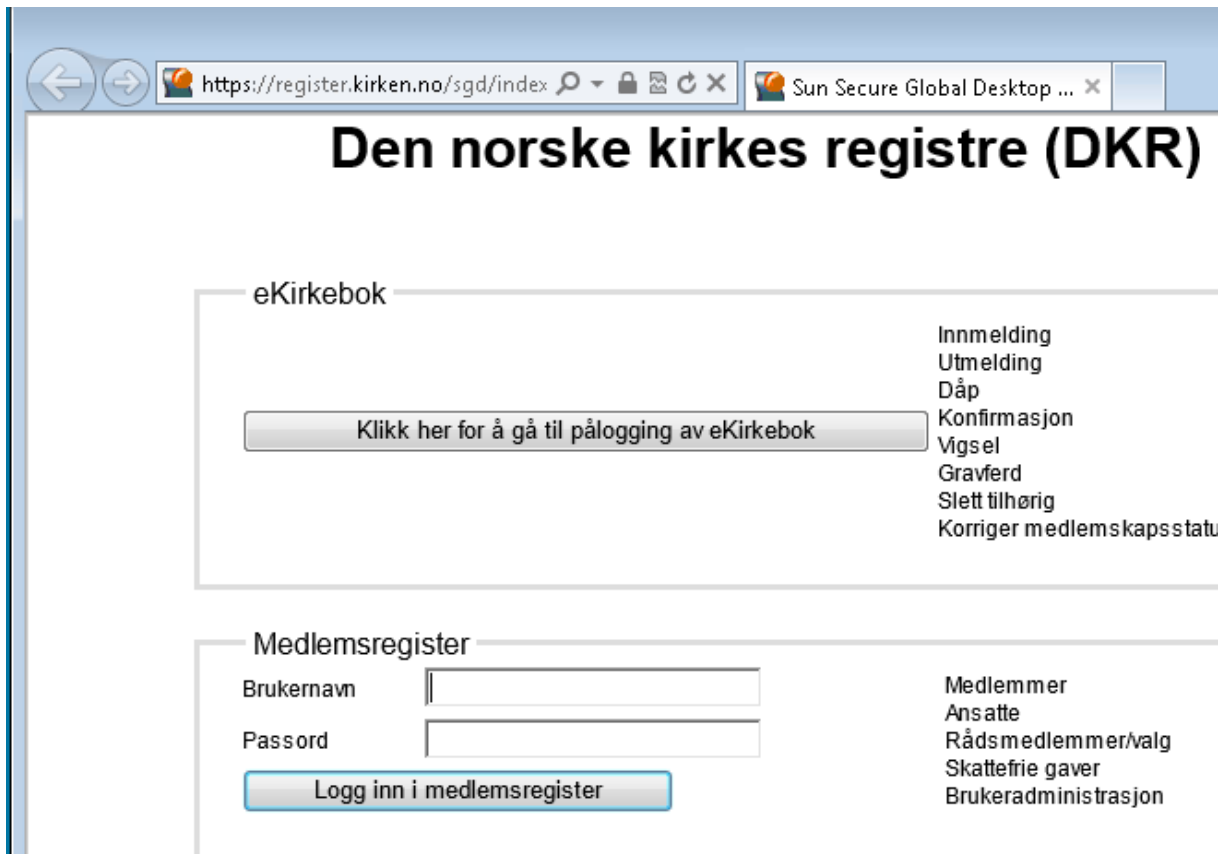 https://register.kirken.no/sgd/index
Sun Secure Global Desktop ...
Den norske kirkes registre (DKR)
eKirkebok
Klikk her for å gå til pålogging av eKirkebok
Innmelding
Utmelding
Dåp
Konfirmasjon
Vigsel
Gravferd
Slett tilhørig
Korriger medlemskapsstatu
Medlemsregister
Brukernavn
Passord
Logg inn i medlemsregister
Medlemmer
Ansatte
Rådsmedlemmer/valg
Skattefrie gaver
Brukeradministrasjon